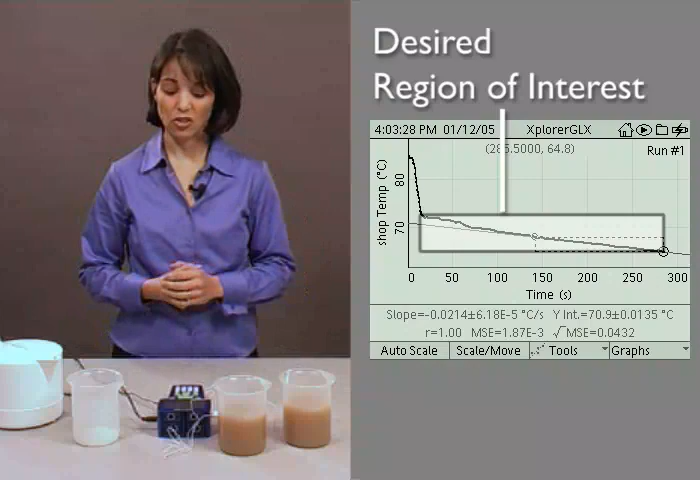 Desired
Region of Interest
4:03:28 PM 01/12/05 XplorerGLX
(285.5000, 64.8) Run #1
shop Temp (°C)
80
70
0 50 100 150 200 250 300
Time (s)
Slope=-0.0214±6.18E-5 °C/s Y Int.=70.9±0.0135 °C
r=1.00 MSE=1.87E-3 √MSE=0.0432
Auto Scale Scale/Move Tools Graphs